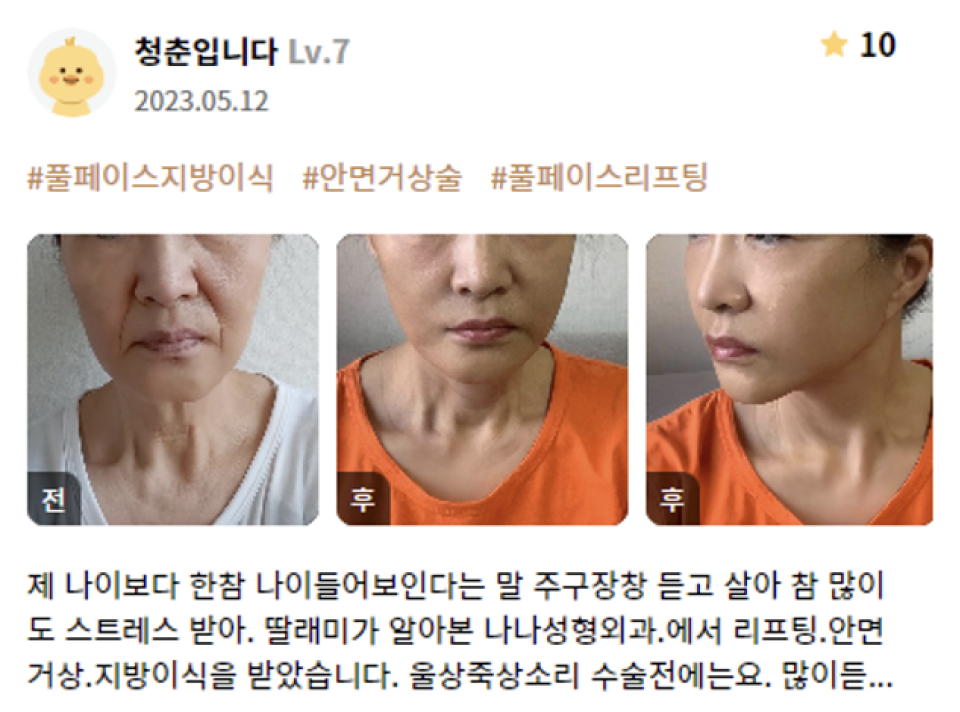 청춘입니다 Lv.7
10
2023.05.12
#풀페이스지방이식 #안면거상술 #풀페이스리프팅
전
후
후
제 나이보다 한참 나이들어보인다는 말 주구장창 듣고 살아 참 많이
도 스트레스 받아. 딸래미가 알아본 나나성형외과.에서 리프팅.안면
거상.지방이식을 받았습니다. 울상죽상소리 수술전에는요. 많이듣...